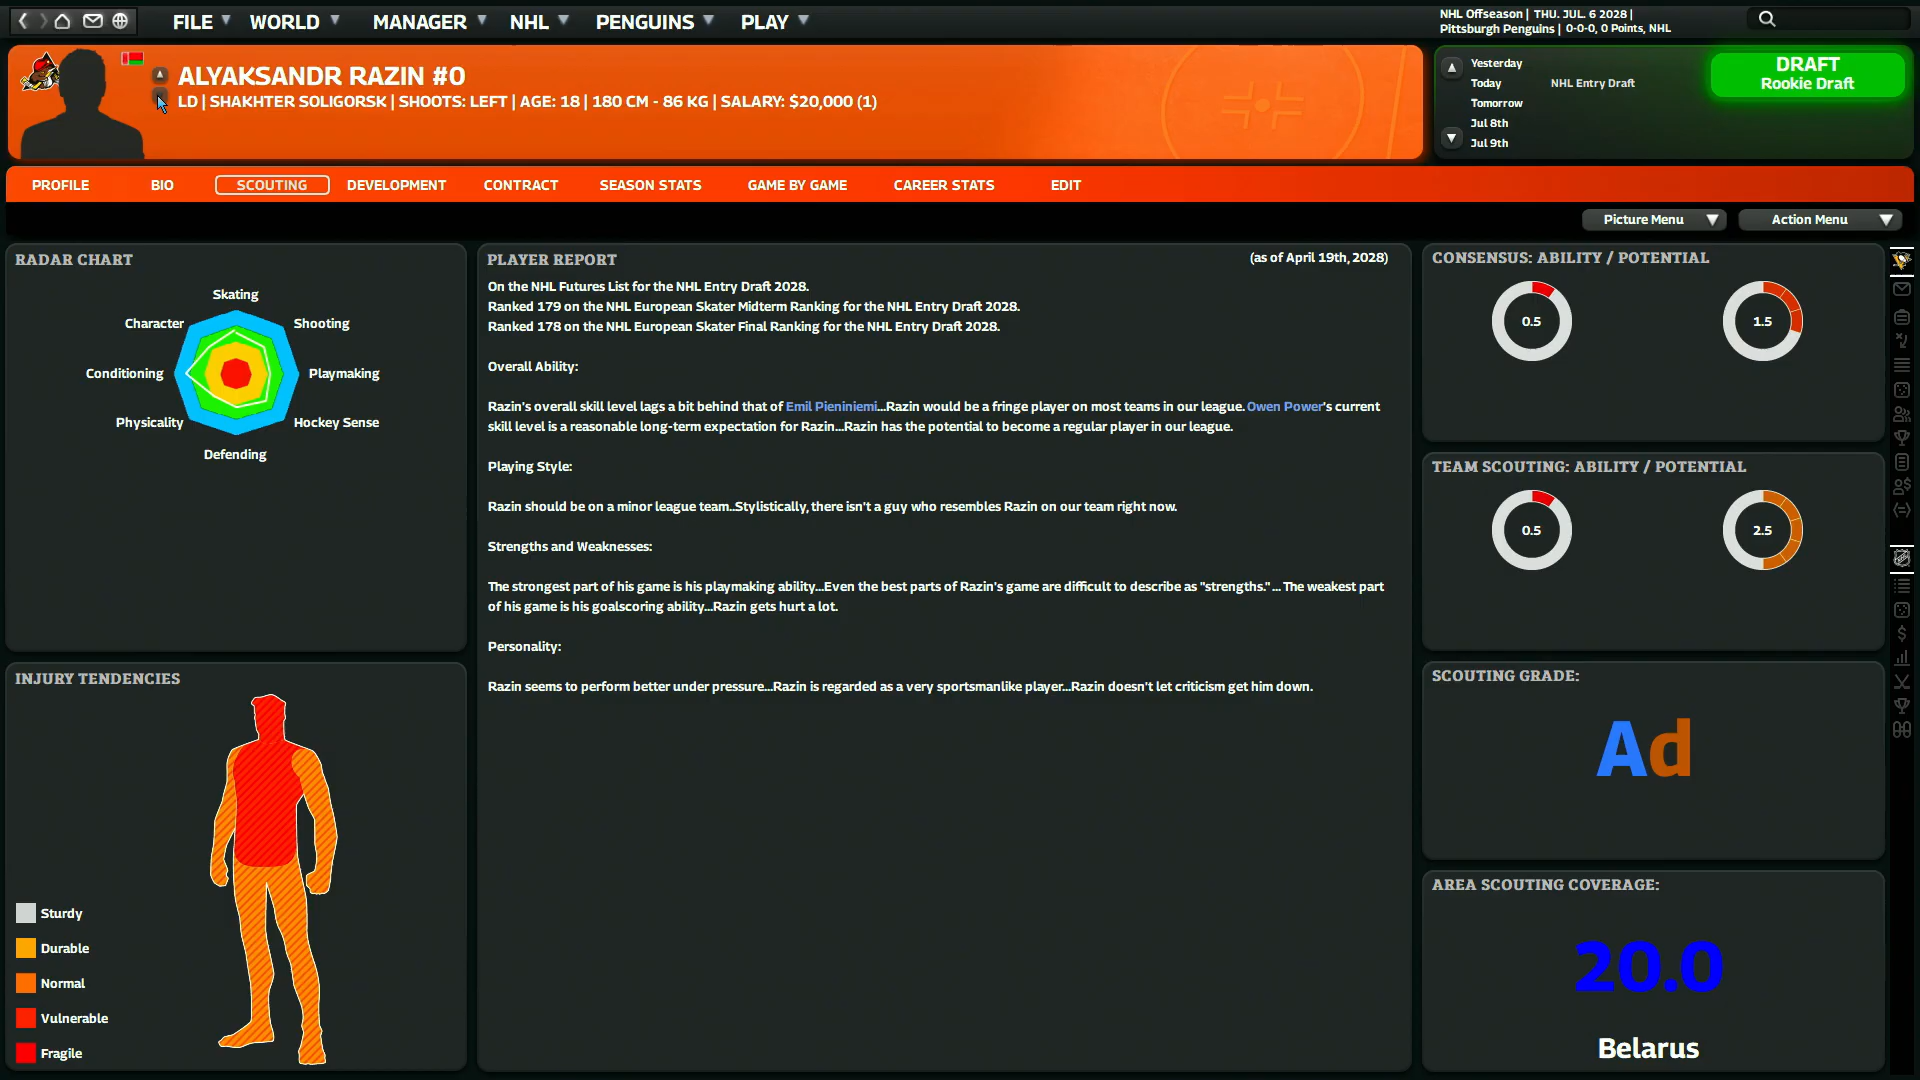 FILE WORLD MANAGER NHL PENGUINS PLAY
NHL Offseason | THU. JUL. 6 2028 |
Pittsburgh Penguins | 0-0-0, 0 Points, NHL
ALYAKSANDR RAZIN #0
LD | SHAKHTER SOLIGORSK | SHOOTS: LEFT | AGE: 18 | 180 CM - 86 KG | SALARY: $20,000 (1)
Yesterday
Today NHL Entry Draft
Tomorrow
Jul 8th
Jul 9th
DRAFT
Rookie Draft
PROFILE BIO SCOUTING DEVELOPMENT CONTRACT SEASON STATS GAME BY GAME CAREER STATS EDIT
Picture Menu Action Menu
RADAR CHART
Skating
Character Shooting
Conditioning Playmaking
Physicality Hockey Sense
Defending
INJURY TENDENCIES
Sturdy
Durable
Normal
Vulnerable
Fragile
PLAYER REPORT (as of April 19th, 2028)
On the NHL Futures List for the NHL Entry Draft 2028.
Ranked 179 on the NHL European Skater Midterm Ranking for the NHL Entry Draft 2028.
Ranked 178 on the NHL European Skater Final Ranking for the NHL Entry Draft 2028.
Overall Ability:
Razin's overall skill level lags a bit behind that of Emil Pieniniemi...Razin would be a fringe player on most teams in our league. Owen Power's current
skill level is a reasonable long-term expectation for Razin...Razin has the potential to become a regular player in our league.
Playing Style:
Razin should be on a minor league team..Stylistically, there isn't a guy who resembles Razin on our team right now.
Strengths and Weaknesses:
The strongest part of his game is his playmaking ability...Even the best parts of Razin's game are difficult to describe as "strengths." ... The weakest part
of his game is his goalscoring ability...Razin gets hurt a lot.
Personality:
Razin seems to perform better under pressure...Razin is regarded as a very sportsmanlike player...Razin doesn't let criticism get him down.
CONSENSUS: ABILITY / POTENTIAL
0.5 1.5
TEAM SCOUTING: ABILITY / POTENTIAL
0.5 2.5
SCOUTING GRADE:
Ad
AREA SCOUTING COVERAGE:
20.0
Belarus